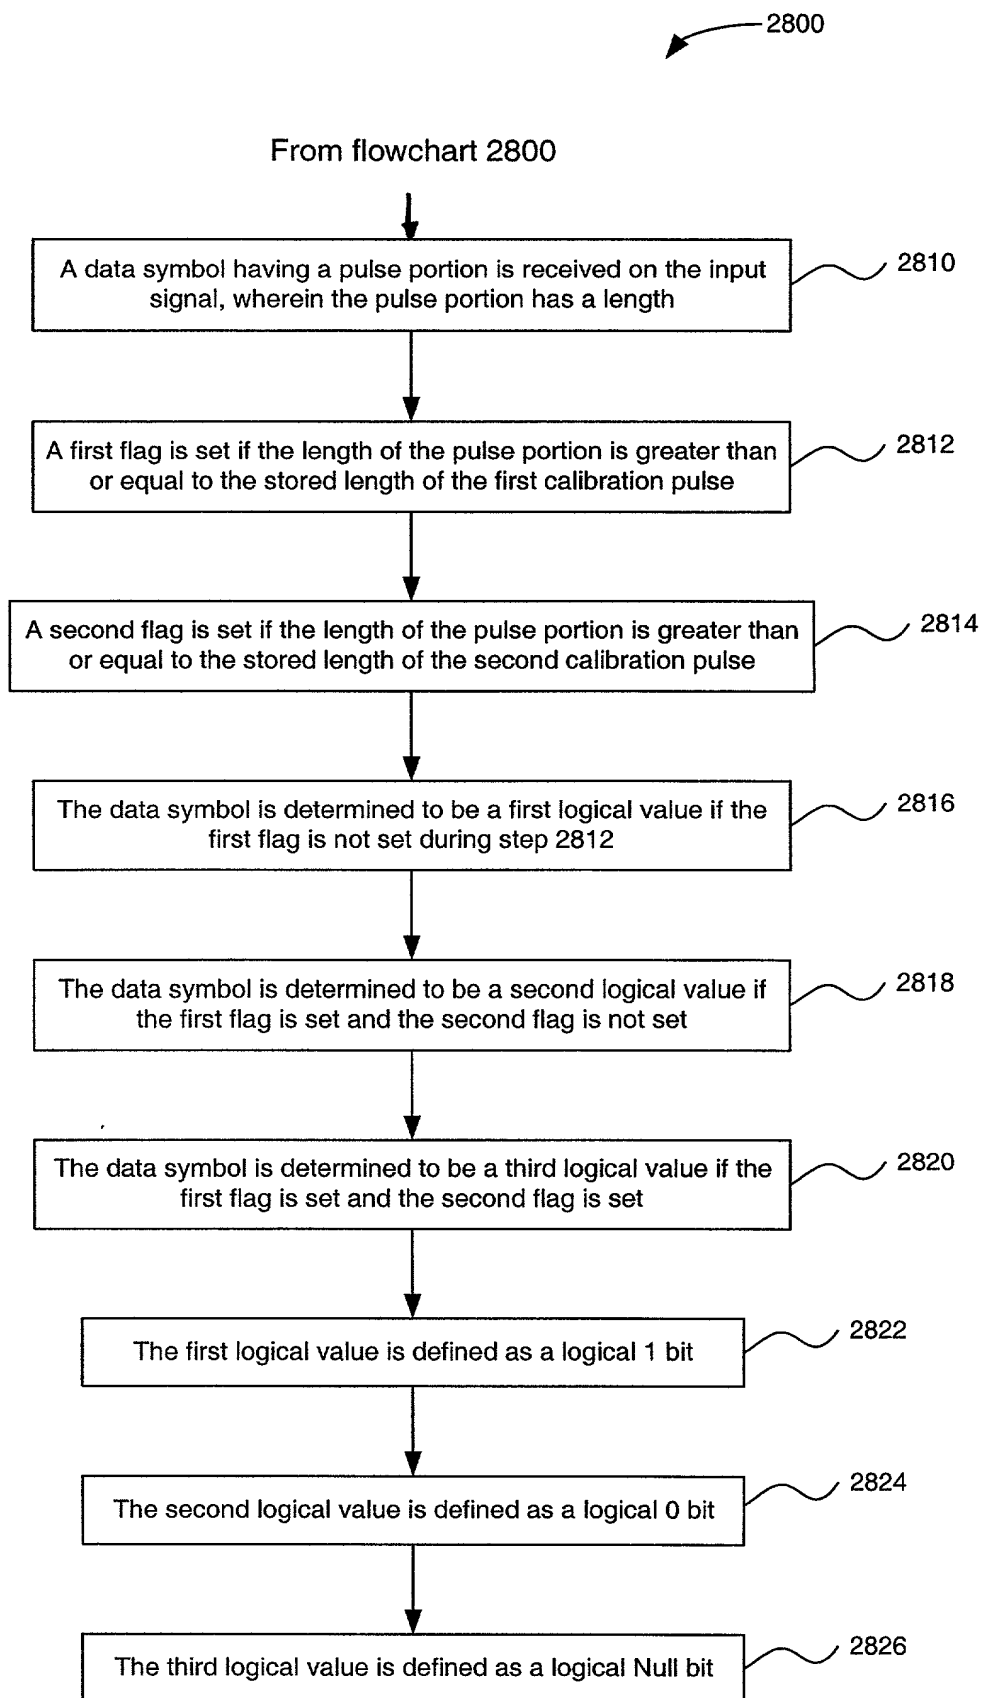 2800
From flowchart 2800
A data symbol having a pulse portion is received on the input
signal, wherein the pulse portion has a length
2810
A first flag is set if the length of the pulse portion is greater than
or equal to the stored length of the first calibration pulse
2812
A second flag is set if the length of the pulse portion is greater than
or equal to the stored length of the second calibration pulse
2814
The data symbol is determined to be a first logical value if the
first flag is not set during step 2812
2816
The data symbol is determined to be a second logical value if
the first flag is set and the second flag is not set
2818
The data symbol is determined to be a third logical value if the
first flag is set and the second flag is set
2820
The first logical value is defined as a logical 1 bit
2822
The second logical value is defined as a logical 0 bit
2824
The third logical value is defined as a logical Null bit
2826